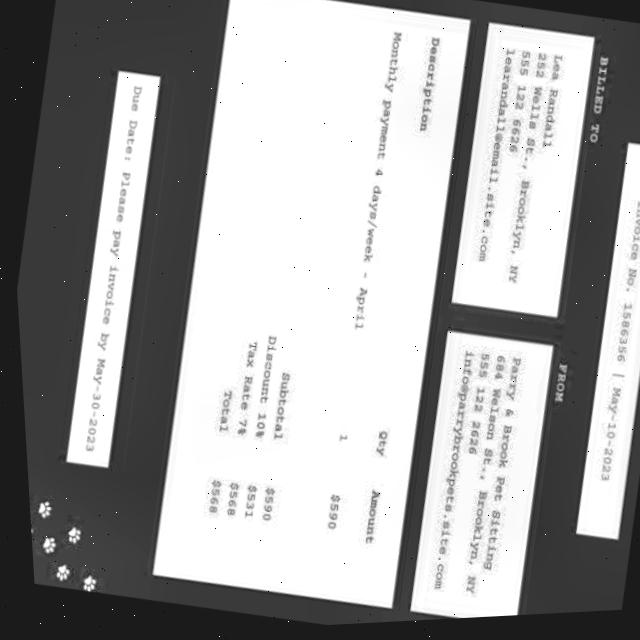 Invoice No. 1586356 | May-10-2023
BILLED TO
Lea Randall
252 Wells St., Brooklyn, NY
555 122 6626
learandall@email.site.com
FROM
Parry & Brook Pet Sitting
684 Welson St., Brooklyn, NY
555 122 2626
info@parrybrookpets.site.com
Description Qty Amount
Monthly payment 4 days/week - April 1 $590
Subtotal $590
Discount 10% $531
Tax Rate 7% $568
Total $568
Due Date: please pay invoice by May-30-2023